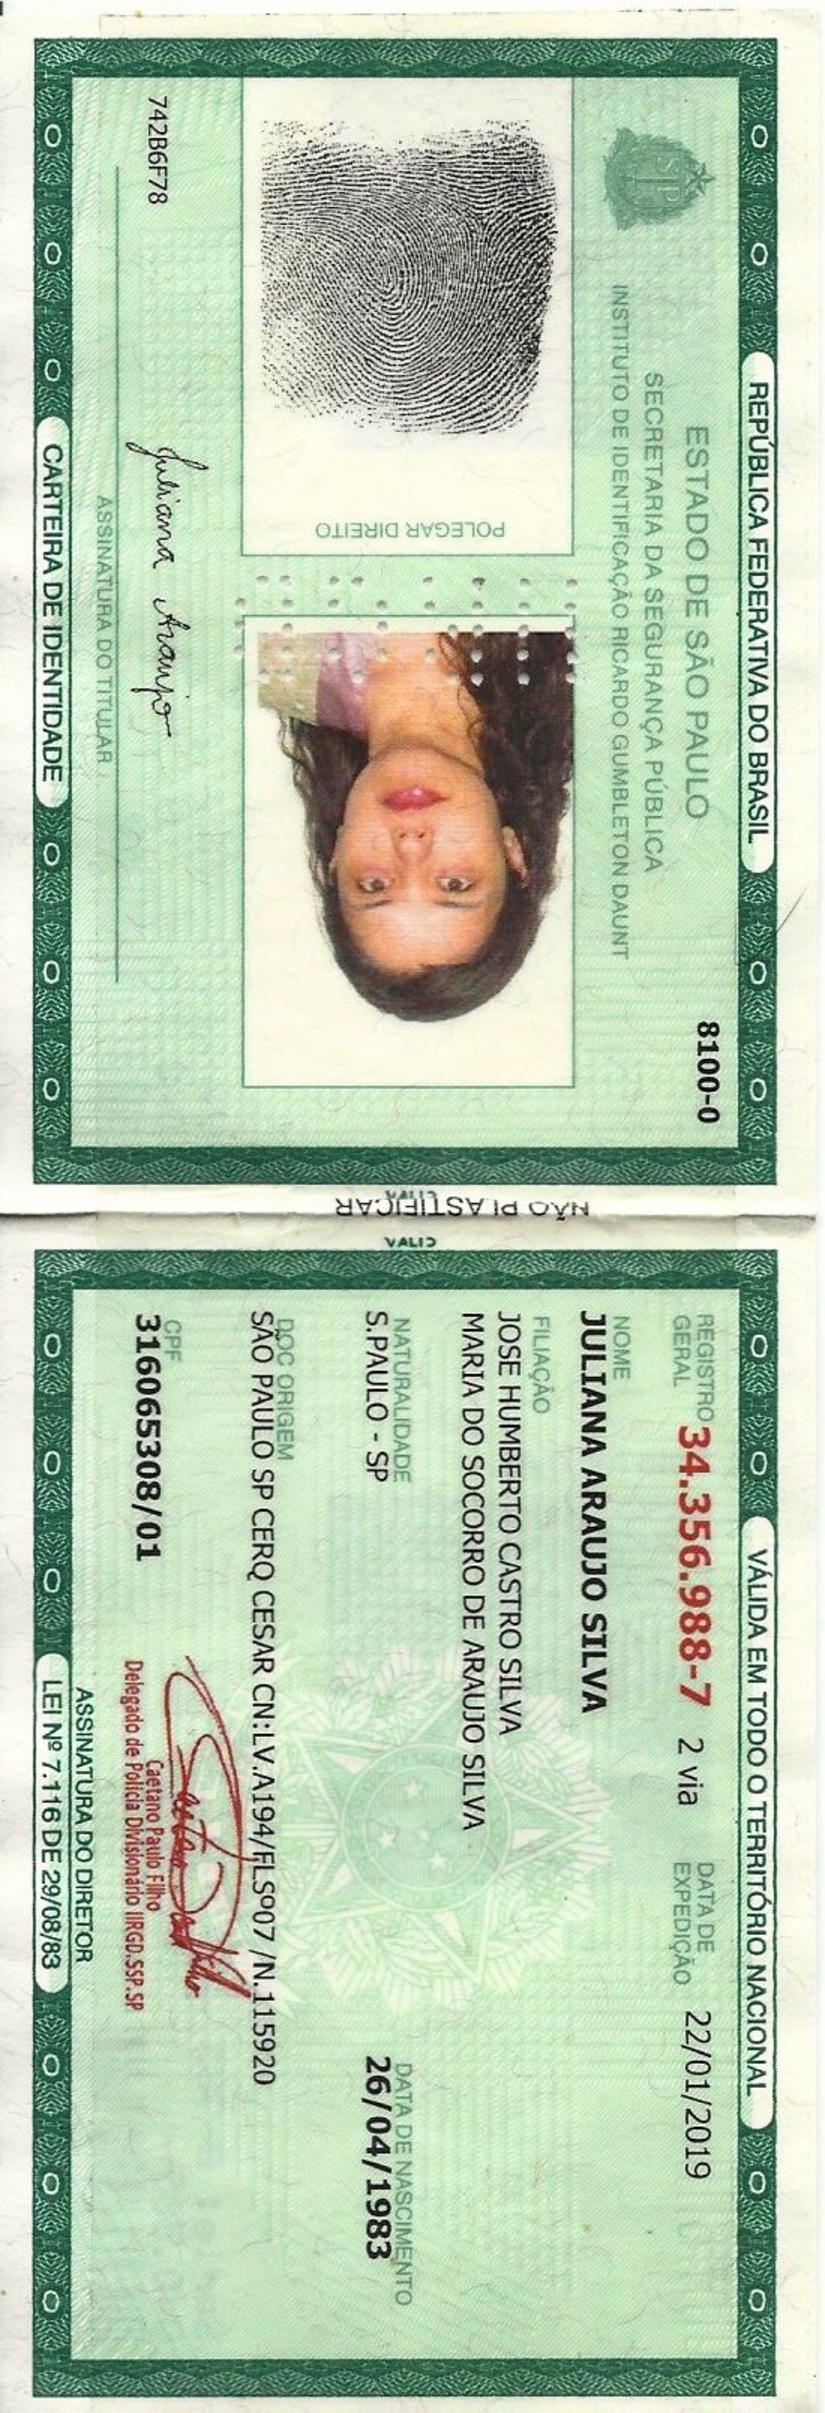 REPÚBLICA FEDERATIVA DO BRASIL
8100-0
ESTADO DE SÃO PAULO
SECRETARIA DA SEGURANÇA PÚBLICA
INSTITUTO DE IDENTIFICAÇÃO RICARDO GUMBLETON DAUNT
POLEGAR DIREITO
742B6F78
Juliana Araujo
ASSINATURA DO TITULAR
CARTEIRA DE IDENTIDADE
NÃO PLASTIFICAR
VÁLIDA EM TODO O TERRITÓRIO NACIONAL
REGISTRO GERAL 34.356.988-7 2 via DATA DE EXPEDIÇÃO 22/01/2019
NOME
JULIANA ARAUJO SILVA
FILIAÇÃO
JOSE HUMBERTO CASTRO SILVA
MARIA DO SOCORRO DE ARAUJO SILVA
NATURALIDADE DATA DE NASCIMENTO
S.PAULO - SP 26/04/1983
DOC ORIGEM
SÃO PAULO SP CERQ CESAR CN:LV.A194/FLSº07 /N.115920
CPF
316065308/01
Caetano Paulo Filho
Delegado de Polícia Divisionário IIRGD.SSP.SP
ASSINATURA DO DIRETOR
LEI Nº 7.116 DE 29/08/83